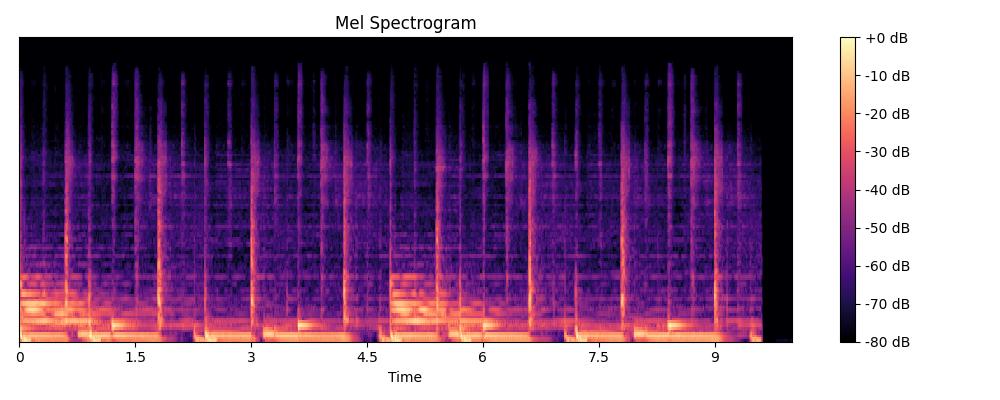 Mel Spectrogram
+0 dB
-10 dB
-20 dB
-30 dB
-40 dB
-50 dB
-60 dB
-70 dB
-80 dB
0
1.5
3
4.5
6
7.5
9
Time